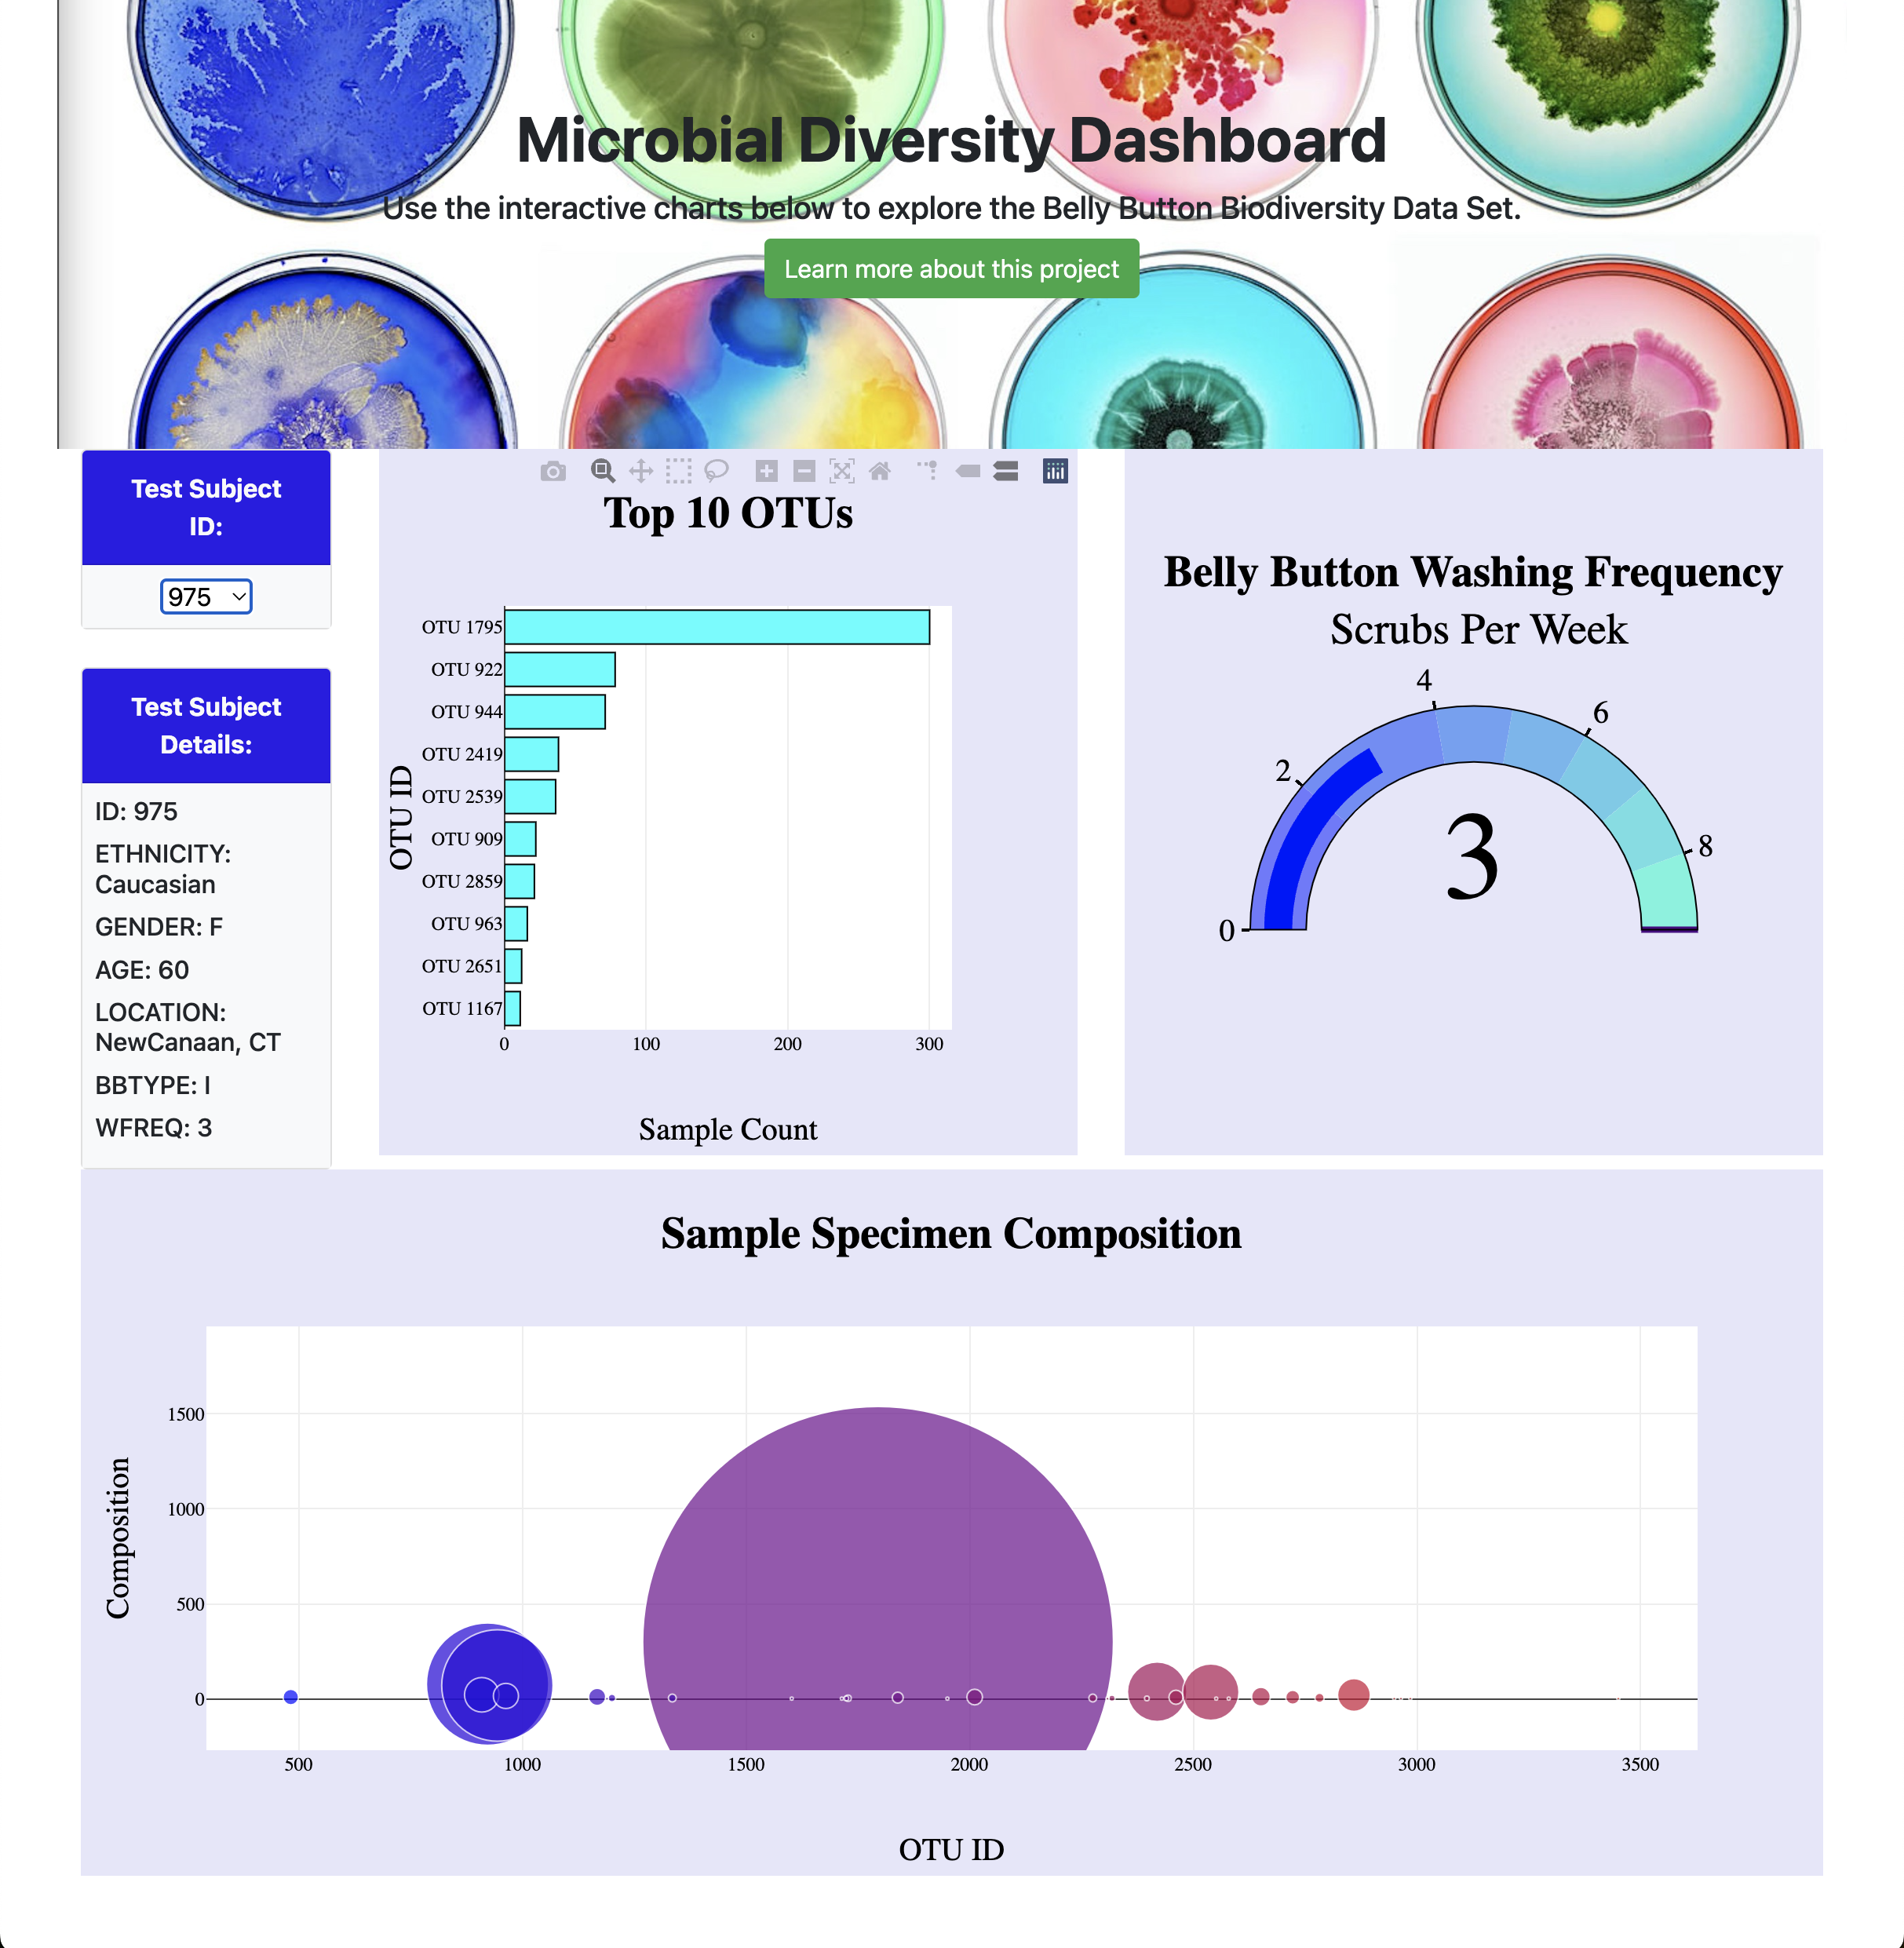 Microbial Diversity Dashboard
Use the interactive charts below to explore the Belly Button Biodiversity Data Set.
Learn more about this project
Test Subject
ID:
975
Test Subject
Details:
ID: 975
ETHNICITY:
Caucasian
GENDER: F
AGE: 60
LOCATION:
NewCanaan, CT
BBTYPE: I
WFREQ: 3
Top 10 OTUs
OTU ID
OTU 1795
OTU 922
OTU 944
OTU 2419
OTU 2539
OTU 909
OTU 2859
OTU 963
OTU 2651
OTU 1167
0 100 200 300
Sample Count
Belly Button Washing Frequency
Scrubs Per Week
0
2
4
6
8
3
Sample Specimen Composition
Composition
1500
1000
500
0
500 1000 1500 2000 2500 3000 3500
OTU ID